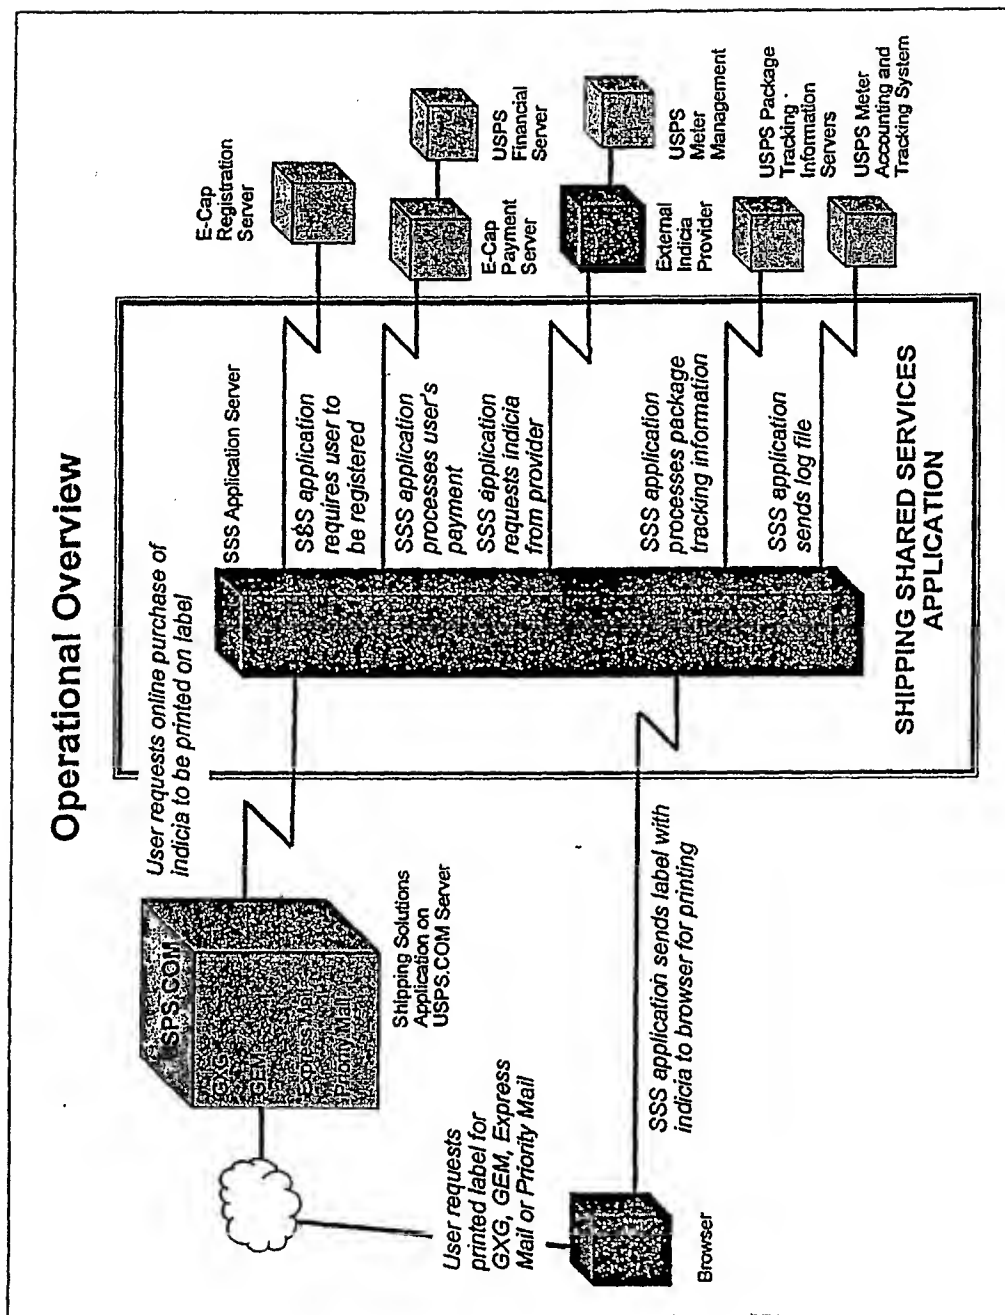 Operational Overview
User requests online purchase of
indicia to be printed on label
USPS.COM
GXG
GEM
Express Mail
Priority Mail
Shipping Solutions
Application on
USPS.COM Server
User requests
printed label for
GXG, GEM, Express
Mail or Priority Mail
Browser
SSS application sends label with
indicia to browser for printing
SSS Application Server
SSS application
requires user to
be registered
SSS application
processes user's
payment
SSS application
requests indicia
from provider
SSS application
processes package
tracking information
SSS application
sends log file
SHIPPING SHARED SERVICES
APPLICATION
E-Cap
Registration
Server
E-Cap
Payment
Server
USPS
Financial
Server
External
Indicia
Provider
USPS
Meter
Management
USPS Package
Tracking
Information
Servers
USPS Meter
Accounting and
Tracking System